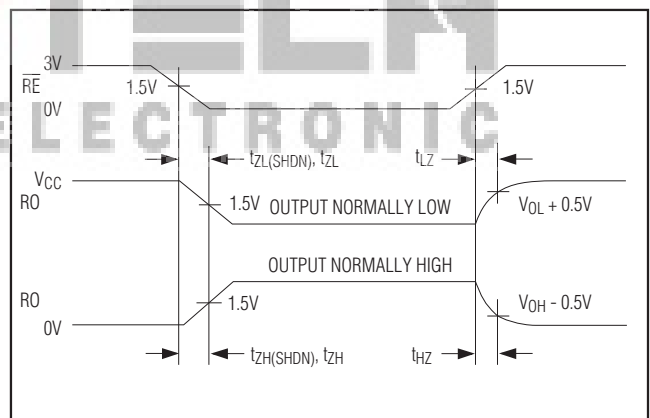 TECH
ELECTRONIC
3V
RE
0V
1.5V
1.5V
tZL(SHDN), tZL
tLZ
VCC
RO
1.5V
OUTPUT NORMALLY LOW
VOL + 0.5V
OUTPUT NORMALLY HIGH
RO
0V
1.5V
VOH - 0.5V
tZH(SHDN), tZH
tHZ